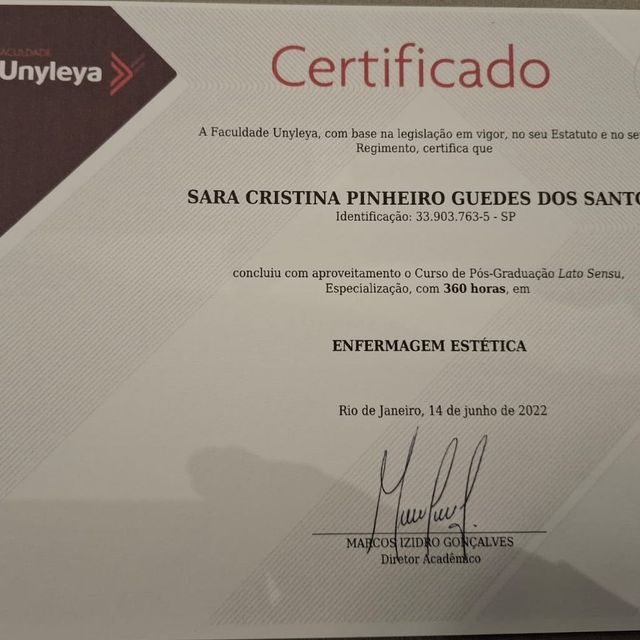 FACULDADE
Unyleya
Certificado
A Faculdade Unyleya, com base na legislação em vigor, no seu Estatuto e no se
Regimento, certifica que
SARA CRISTINA PINHEIRO GUEDES DOS SANTO
Identificação: 33.903.763-5 - SP
concluiu com aproveitamento o Curso de Pós-Graduação Lato Sensu,
Especialização, com 360 horas, em
ENFERMAGEM ESTÉTICA
Rio de Janeiro, 14 de junho de 2022
MARCOS IZIDRO GONÇALVES
Diretor Acadêmico